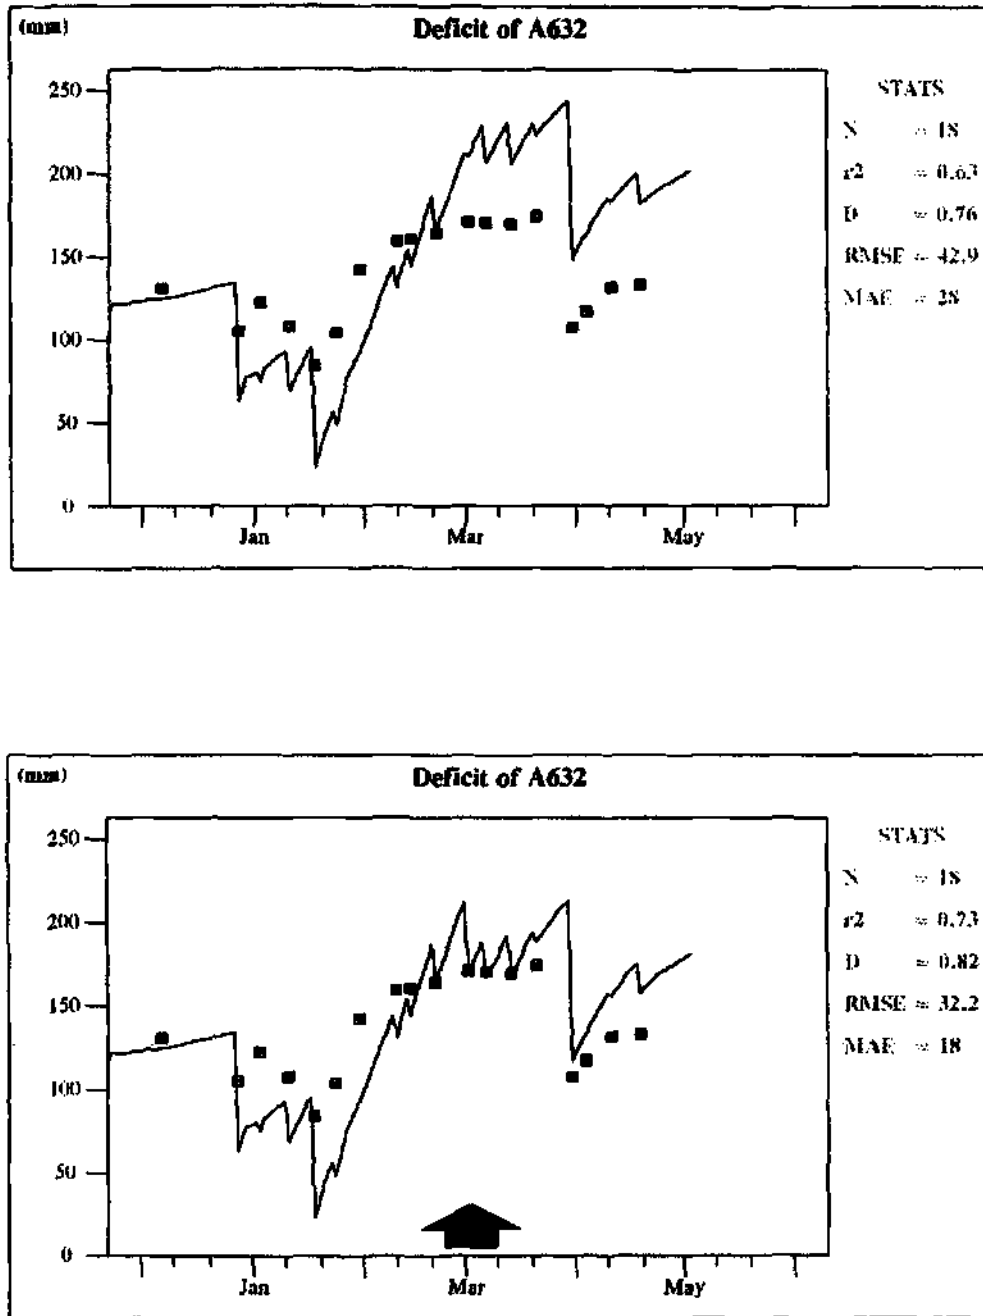 (mm)
Deficit of A632
250
200
150
100
50
0
Jan
Mar
May
STATS
N = 18
r2 = 0.63
D = 0.76
RMSE = 42.9
MAE = 28
(mm)
Deficit of A632
250
200
150
100
50
0
Jan
Mar
May
STATS
N = 18
r2 = 0.73
D = 0.82
RMSE = 32.2
MAE = 18